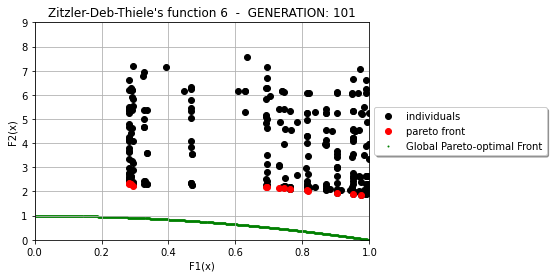 Zitzler-Deb-Thiele's function 6 - GENERATION: 101
9
8
7
6
5
4
3
2
1
0
F2(x)
0.0 0.2 0.4 0.6 0.8 1.0
F1(x)
individuals
pareto front
Global Pareto-optimal Front